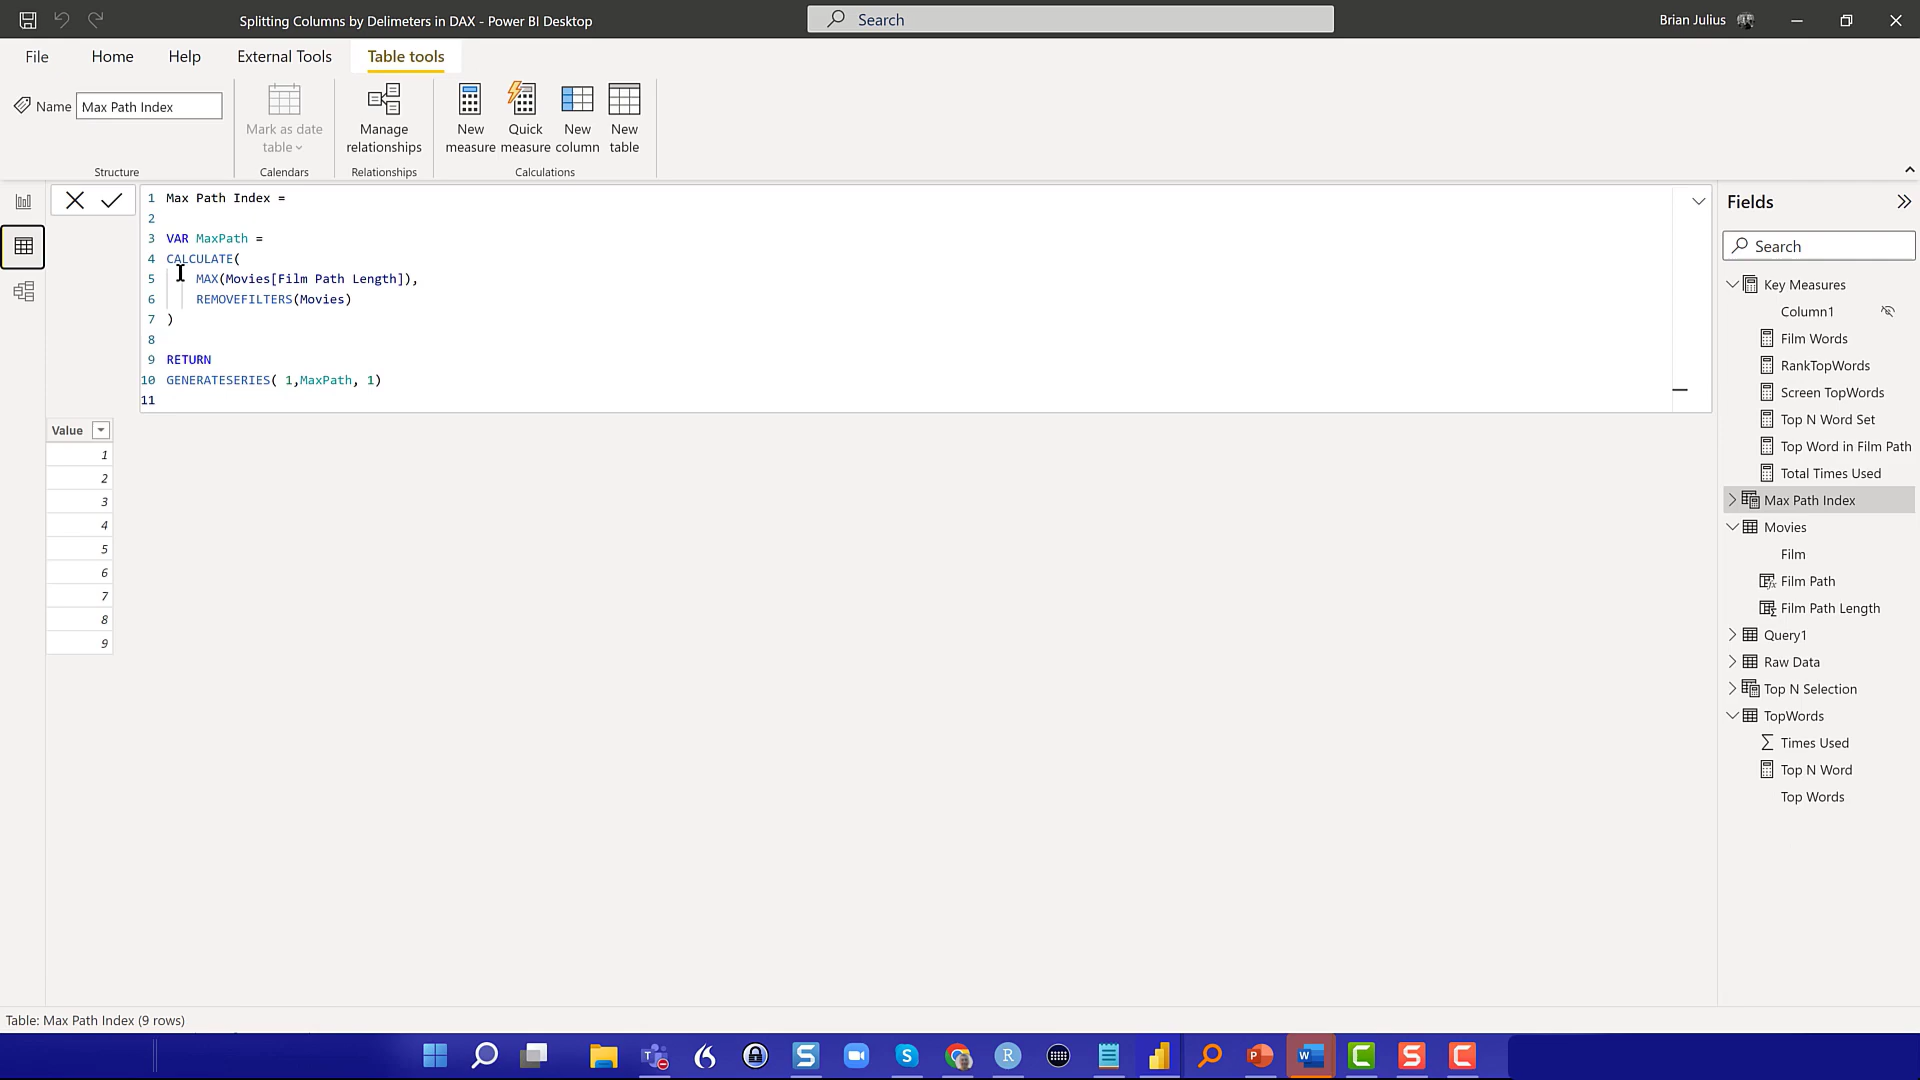 Splitting Columns by Delimeters in DAX - Power BI Desktop
Search
Brian Julius
File
Home
Help
External Tools
Table tools
Name
Max Path Index
Mark as date
table
Manage
relationships
New
measure
Quick
measure
New
column
New
table
Structure
Calendars
Relationships
Calculations
1 Max Path Index =
2
3 VAR MaxPath =
4 CALCULATE(
5 MAX(Movies[Film Path Length]),
6 REMOVEFILTERS(Movies)
7 )
8
9 RETURN
10 GENERATESERIES( 1,MaxPath, 1)
11
Value
1
2
3
4
5
6
7
8
9
Fields
Search
Key Measures
Column1
Film Words
RankTopWords
Screen TopWords
Top N Word Set
Top Word in Film Path
Total Times Used
Max Path Index
Movies
Film
Film Path
Film Path Length
Query1
Raw Data
Top N Selection
TopWords
Times Used
Top N Word
Top Words
Table: Max Path Index (9 rows)